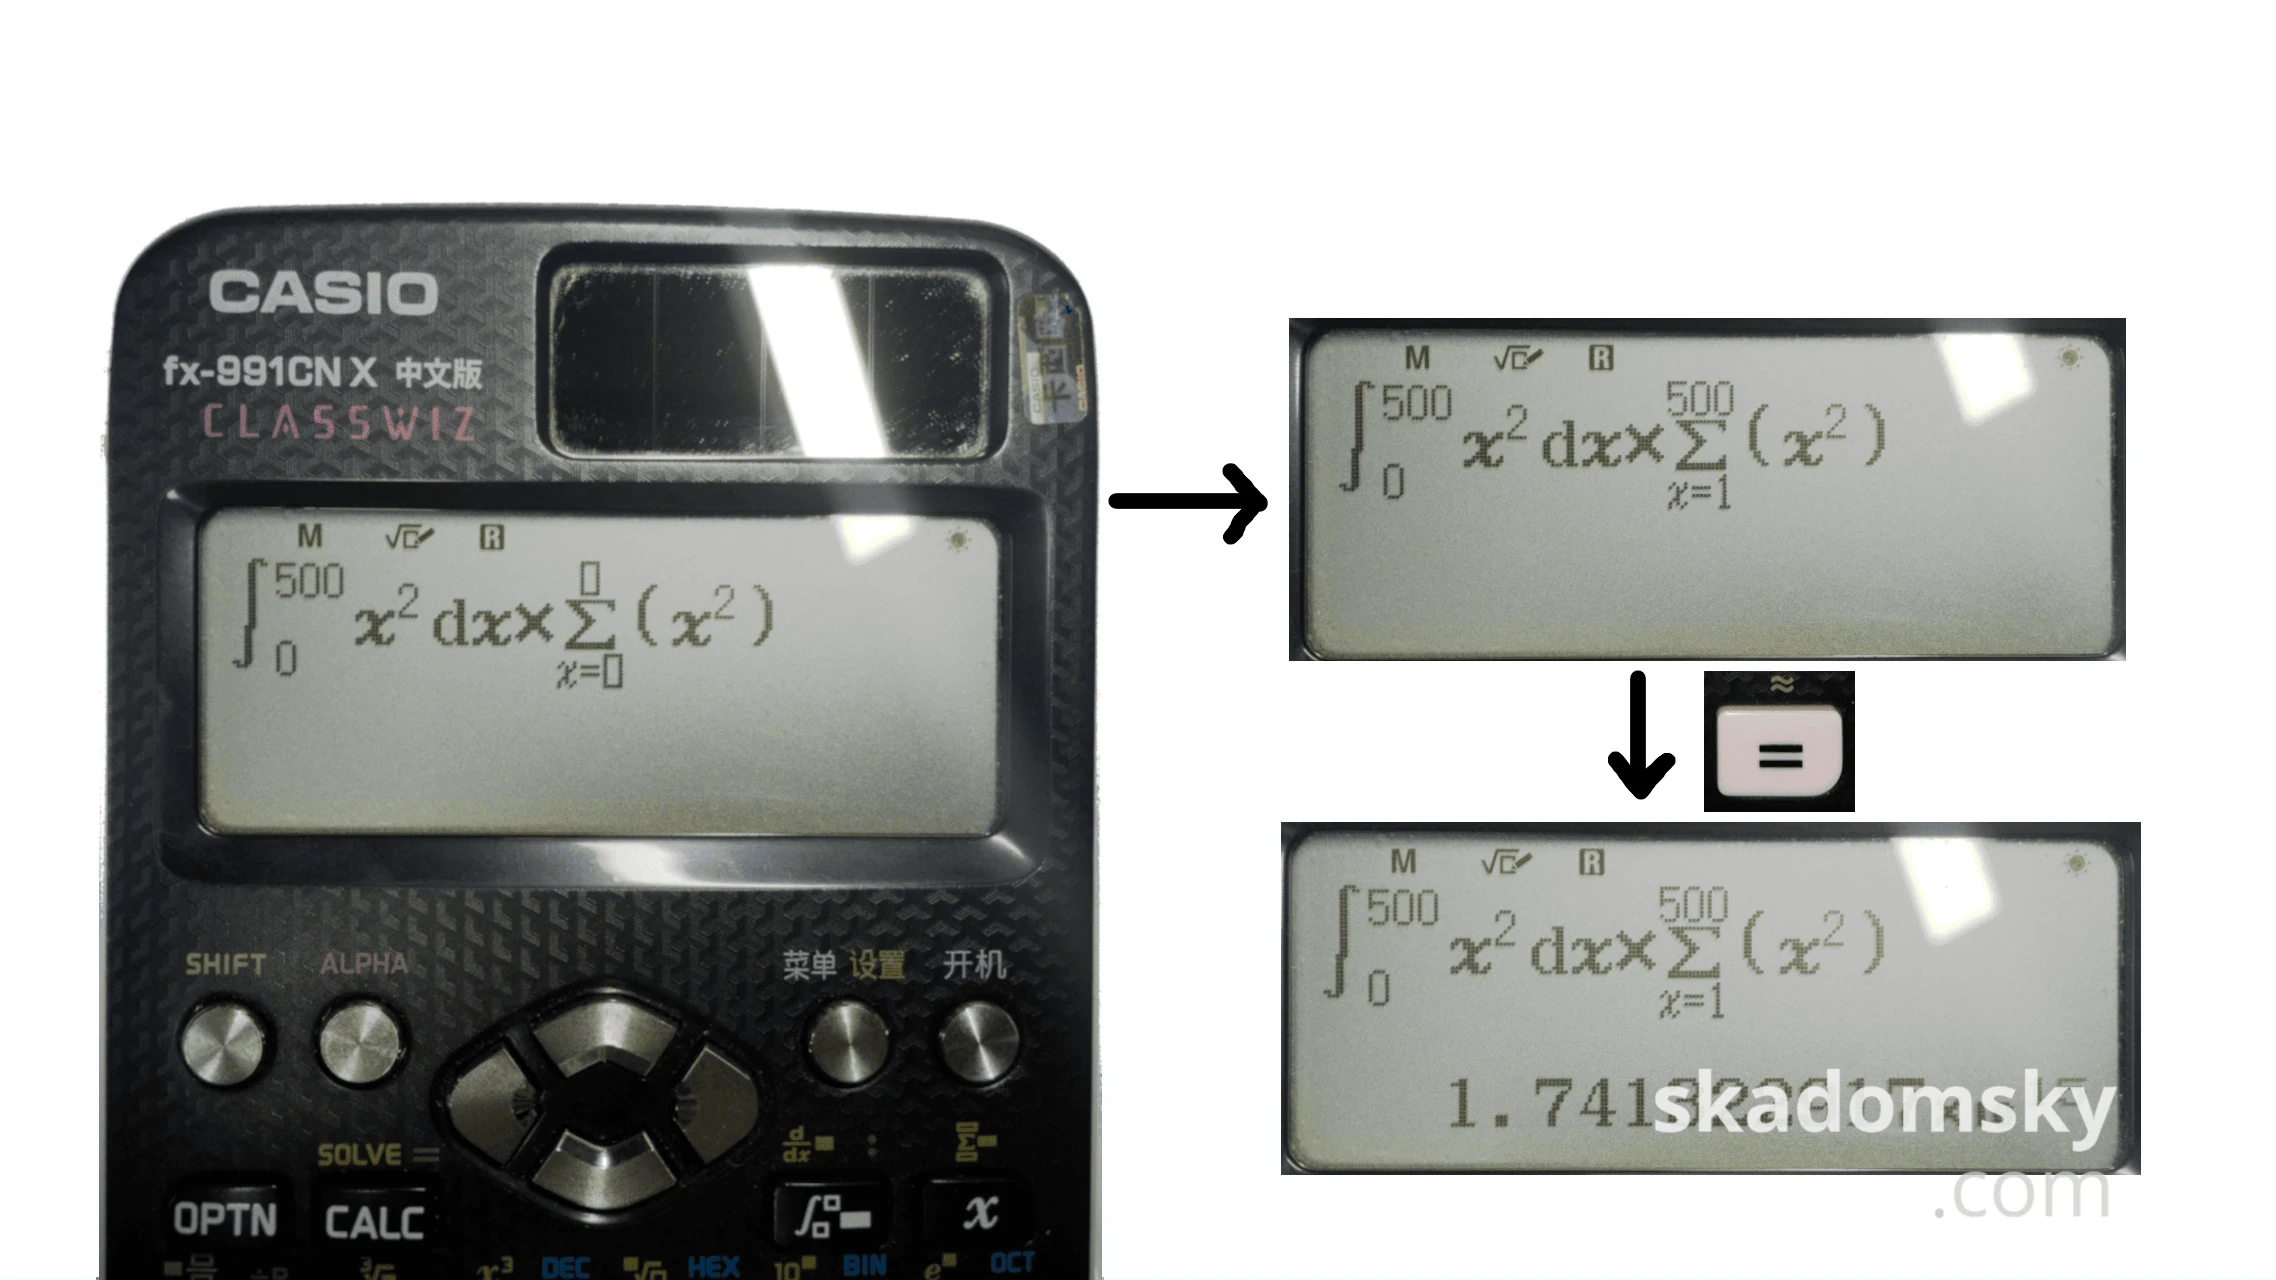 CASIO
fx-991CN X 中文版
CLASSWIZ
M √ R
∫₀⁵⁰⁰ x² dx×Σ x=▯ ▯ (x²)
SHIFT ALPHA 菜单 设置 开机
SOLVE =
d/dx :
Σ
OPTN CALC ∫ x
x³ DEC HEX 10 BIN e OCT
M √ R
∫₀⁵⁰⁰ x² dx×Σ x=1 500 (x²)
≈
=
M √ R
∫₀⁵⁰⁰ x² dx×Σ x=1 500 (x²)
skadomsky
.com